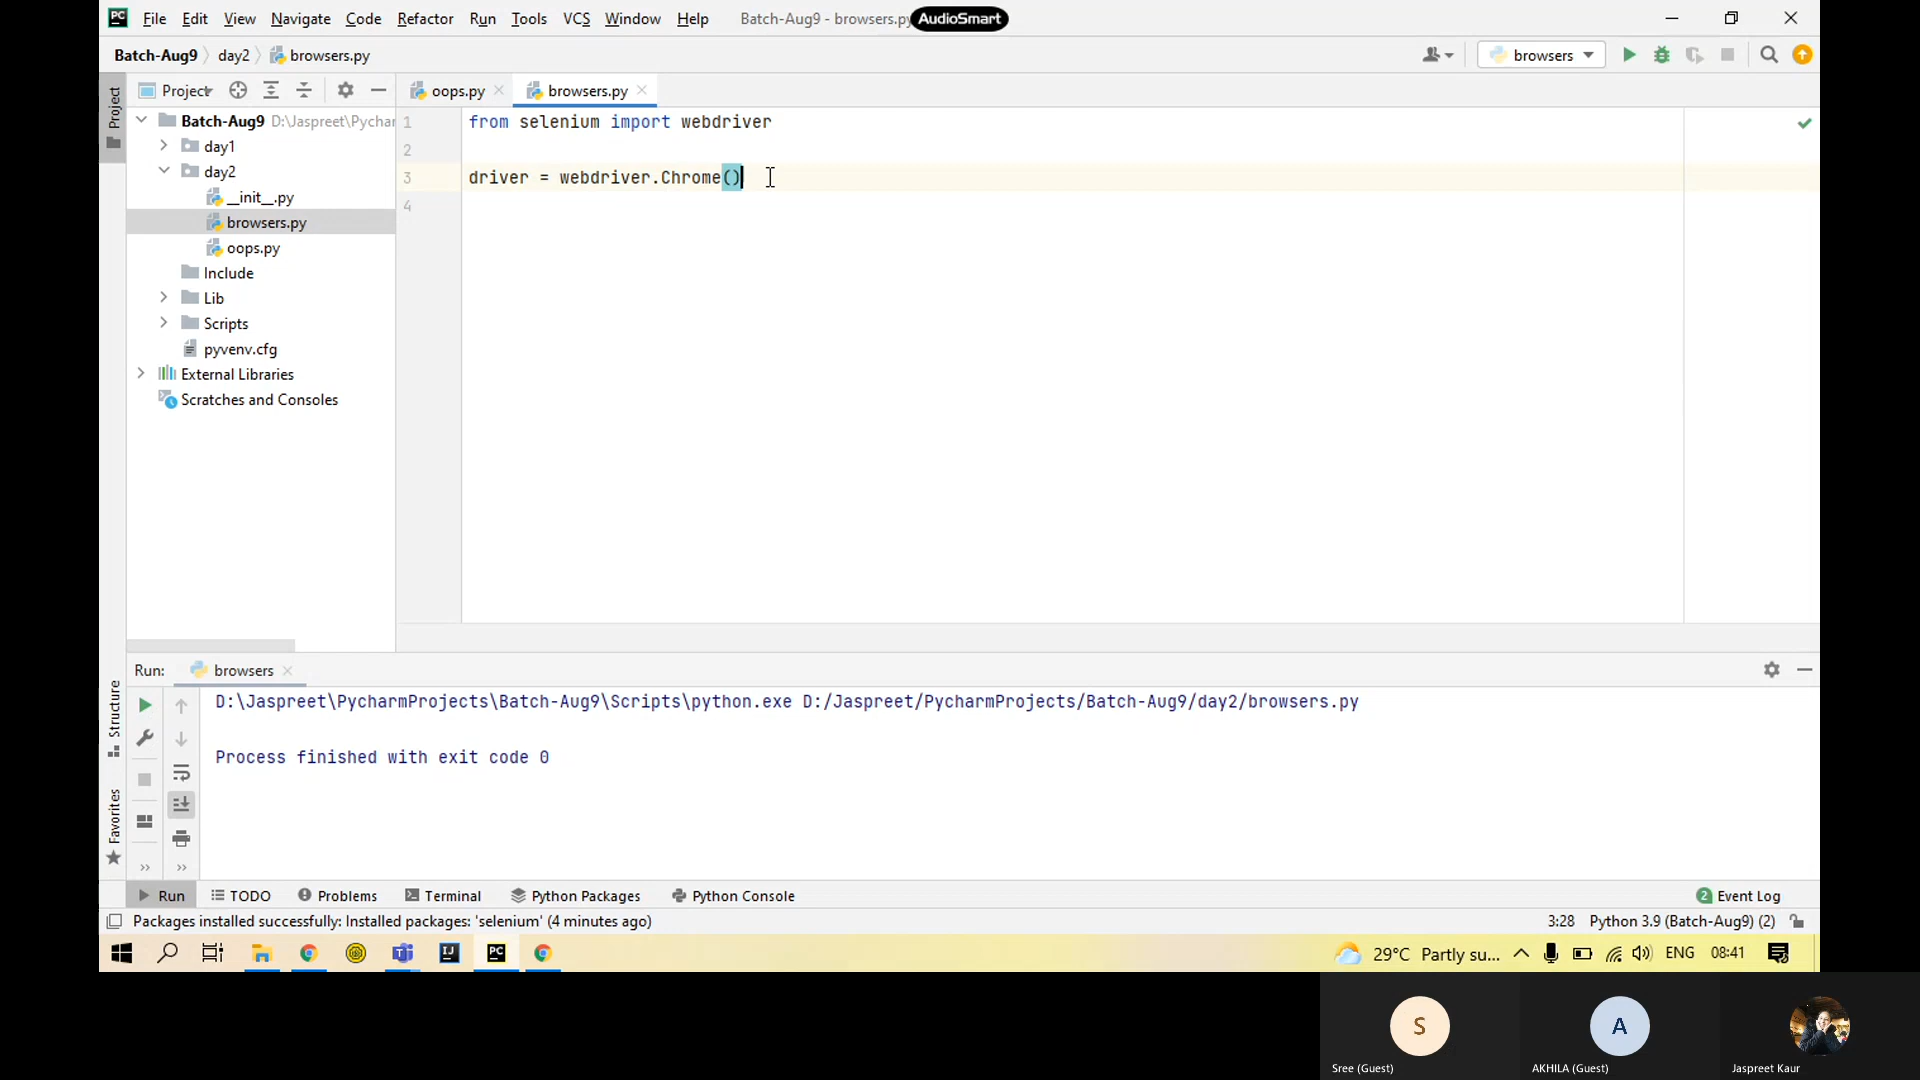 PC File Edit View Navigate Code Refactor Run Tools VCS Window Help Batch-Aug9 - browsers.py AudioSmart
Batch-Aug9 day2 browsers.py browsers
Project oops.py browsers.py
Project
Batch-Aug9 D:\Jaspreet\Pychar
day1
day2
__init__.py
browsers.py
oops.py
Include
Lib
Scripts
pyvenv.cfg
External Libraries
Scratches and Consoles
1 from selenium import webdriver
2
3 driver = webdriver.Chrome()
4
Run: browsers
D:\Jaspreet\PycharmProjects\Batch-Aug9\Scripts\python.exe D:/Jaspreet/PycharmProjects/Batch-Aug9/day2/browsers.py
Process finished with exit code 0
Structure
Favorites
Run TODO Problems Terminal Python Packages Python Console 2 Event Log
Packages installed successfully: Installed packages: 'selenium' (4 minutes ago) 3:28 Python 3.9 (Batch-Aug9) (2)
PC 29°C Partly su... ENG 08:41
S A
Sree (Guest) AKHILA (Guest) Jaspreet Kaur